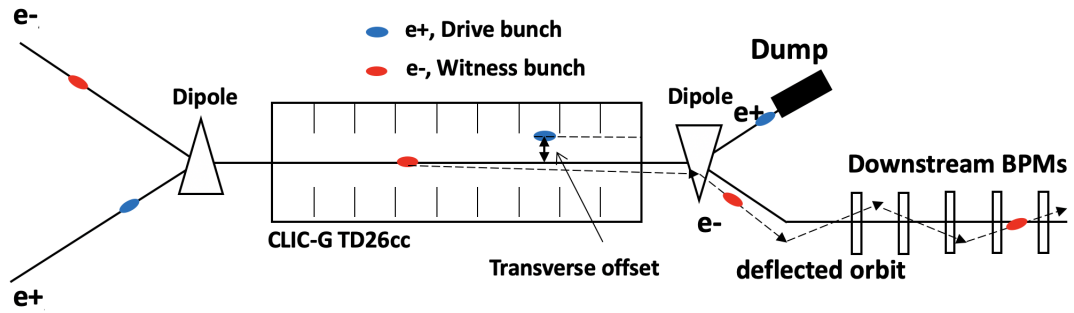 e-
e+, Drive bunch
e-, Witness bunch
Dump
Dipole
Dipole
e+
Downstream BPMs
e-
CLIC-G TD26cc
Transverse offset
deflected orbit
e+